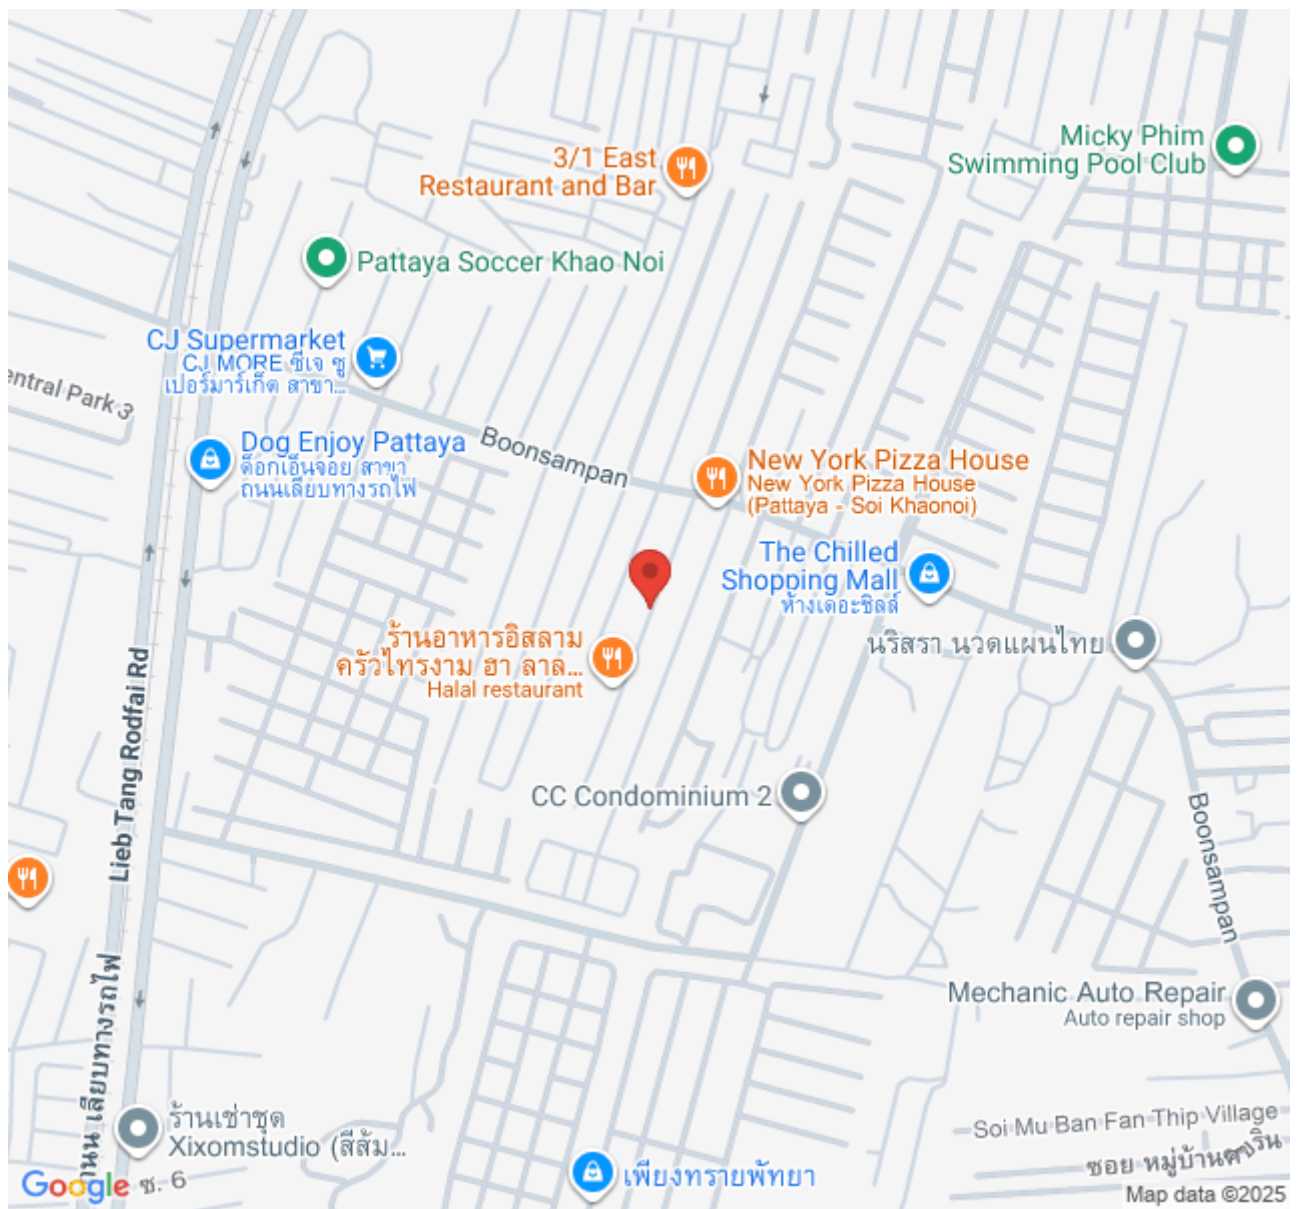 Micky Phim
Swimming Pool Club
3/1 East
Restaurant and Bar
Pattaya Soccer Khao Noi
CJ Supermarket
CJ MORE ซีเจ ซู
เปอร์มาร์เก็ต สาขา...
entral Park 3
Dog Enjoy Pattaya
ด็อกเอ็นจอย สาขา
ถนนเลียบทางรถไฟ
Boonsampan
New York Pizza House
New York Pizza House
(Pattaya - Soi Khaonoi)
The Chilled
Shopping Mall
ห้างเดอะชิลล์
ร้านอาหารอิสลาม
ครัวไทรงาม ฮา ลาล...
Halal restaurant
นริสรา นวดแผนไทย
Lieb Tang Rodfai Rd
CC Condominium 2
Boonsampan
Mechanic Auto Repair
Auto repair shop
ถนน เลียบทางรถไฟ
ร้านเช่าชุด
Xixomstudio (สีส้ม...
Soi Mu Ban Fan Thip Village
ซอย หมู่บ้าน
เพียงทรายพัทยา
Google
ซ. 6
Map data ©2025